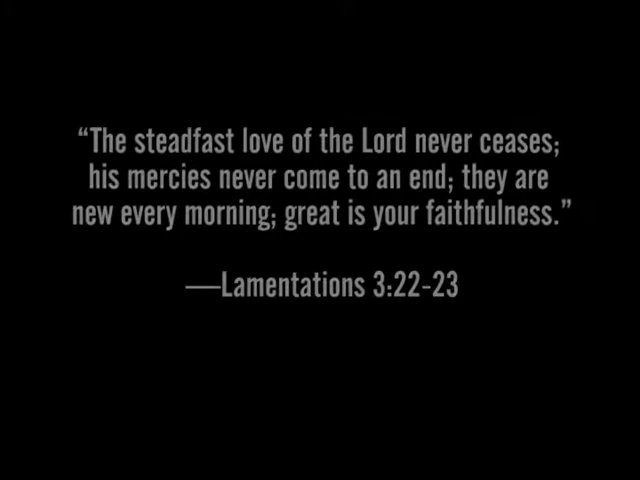 “The steadfast love of the Lord never ceases;
his mercies never come to an end; they are
new every morning; great is your faithfulness.”
—Lamentations 3:22-23